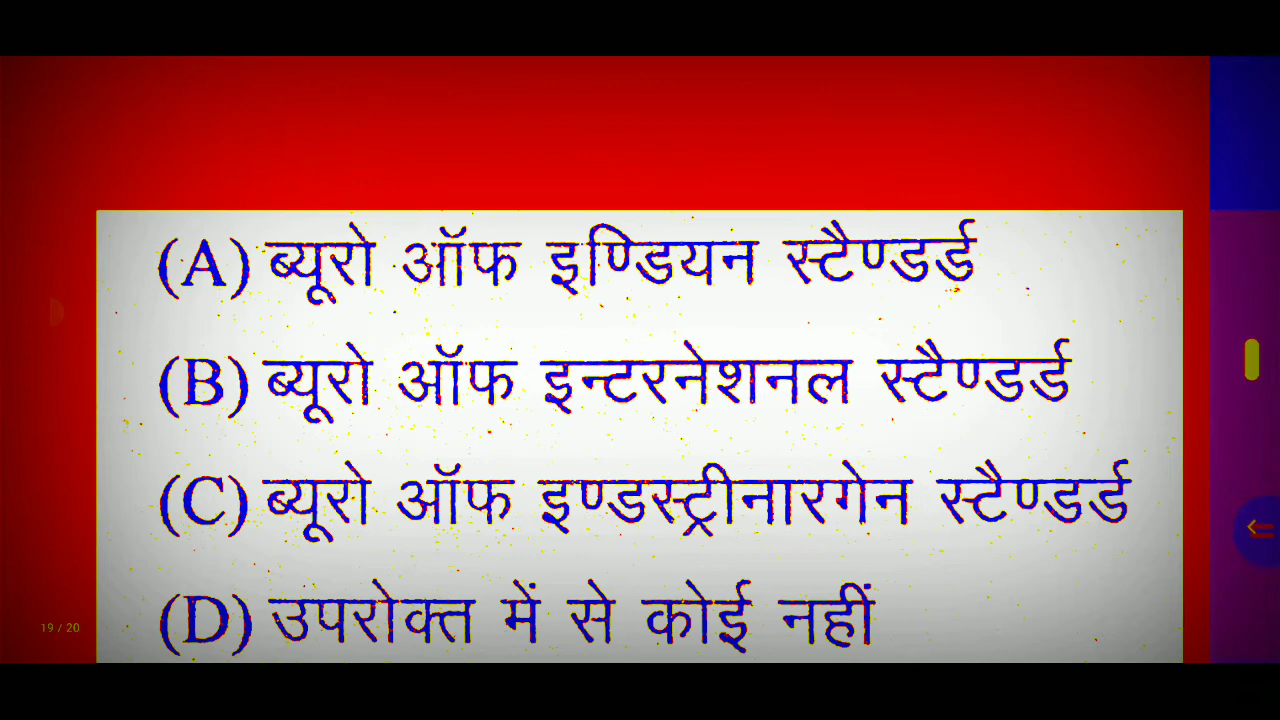 (A) ब्यूरो ऑफ इण्डियन स्टैण्डर्ड
(B) ब्यूरो ऑफ इन्टरनेशनल स्टैण्डर्ड
(C) ब्यूरो ऑफ इण्डस्ट्रीनारगेन स्टैण्डर्ड
(D) उपरोक्त में से कोई नहीं
19 / 20